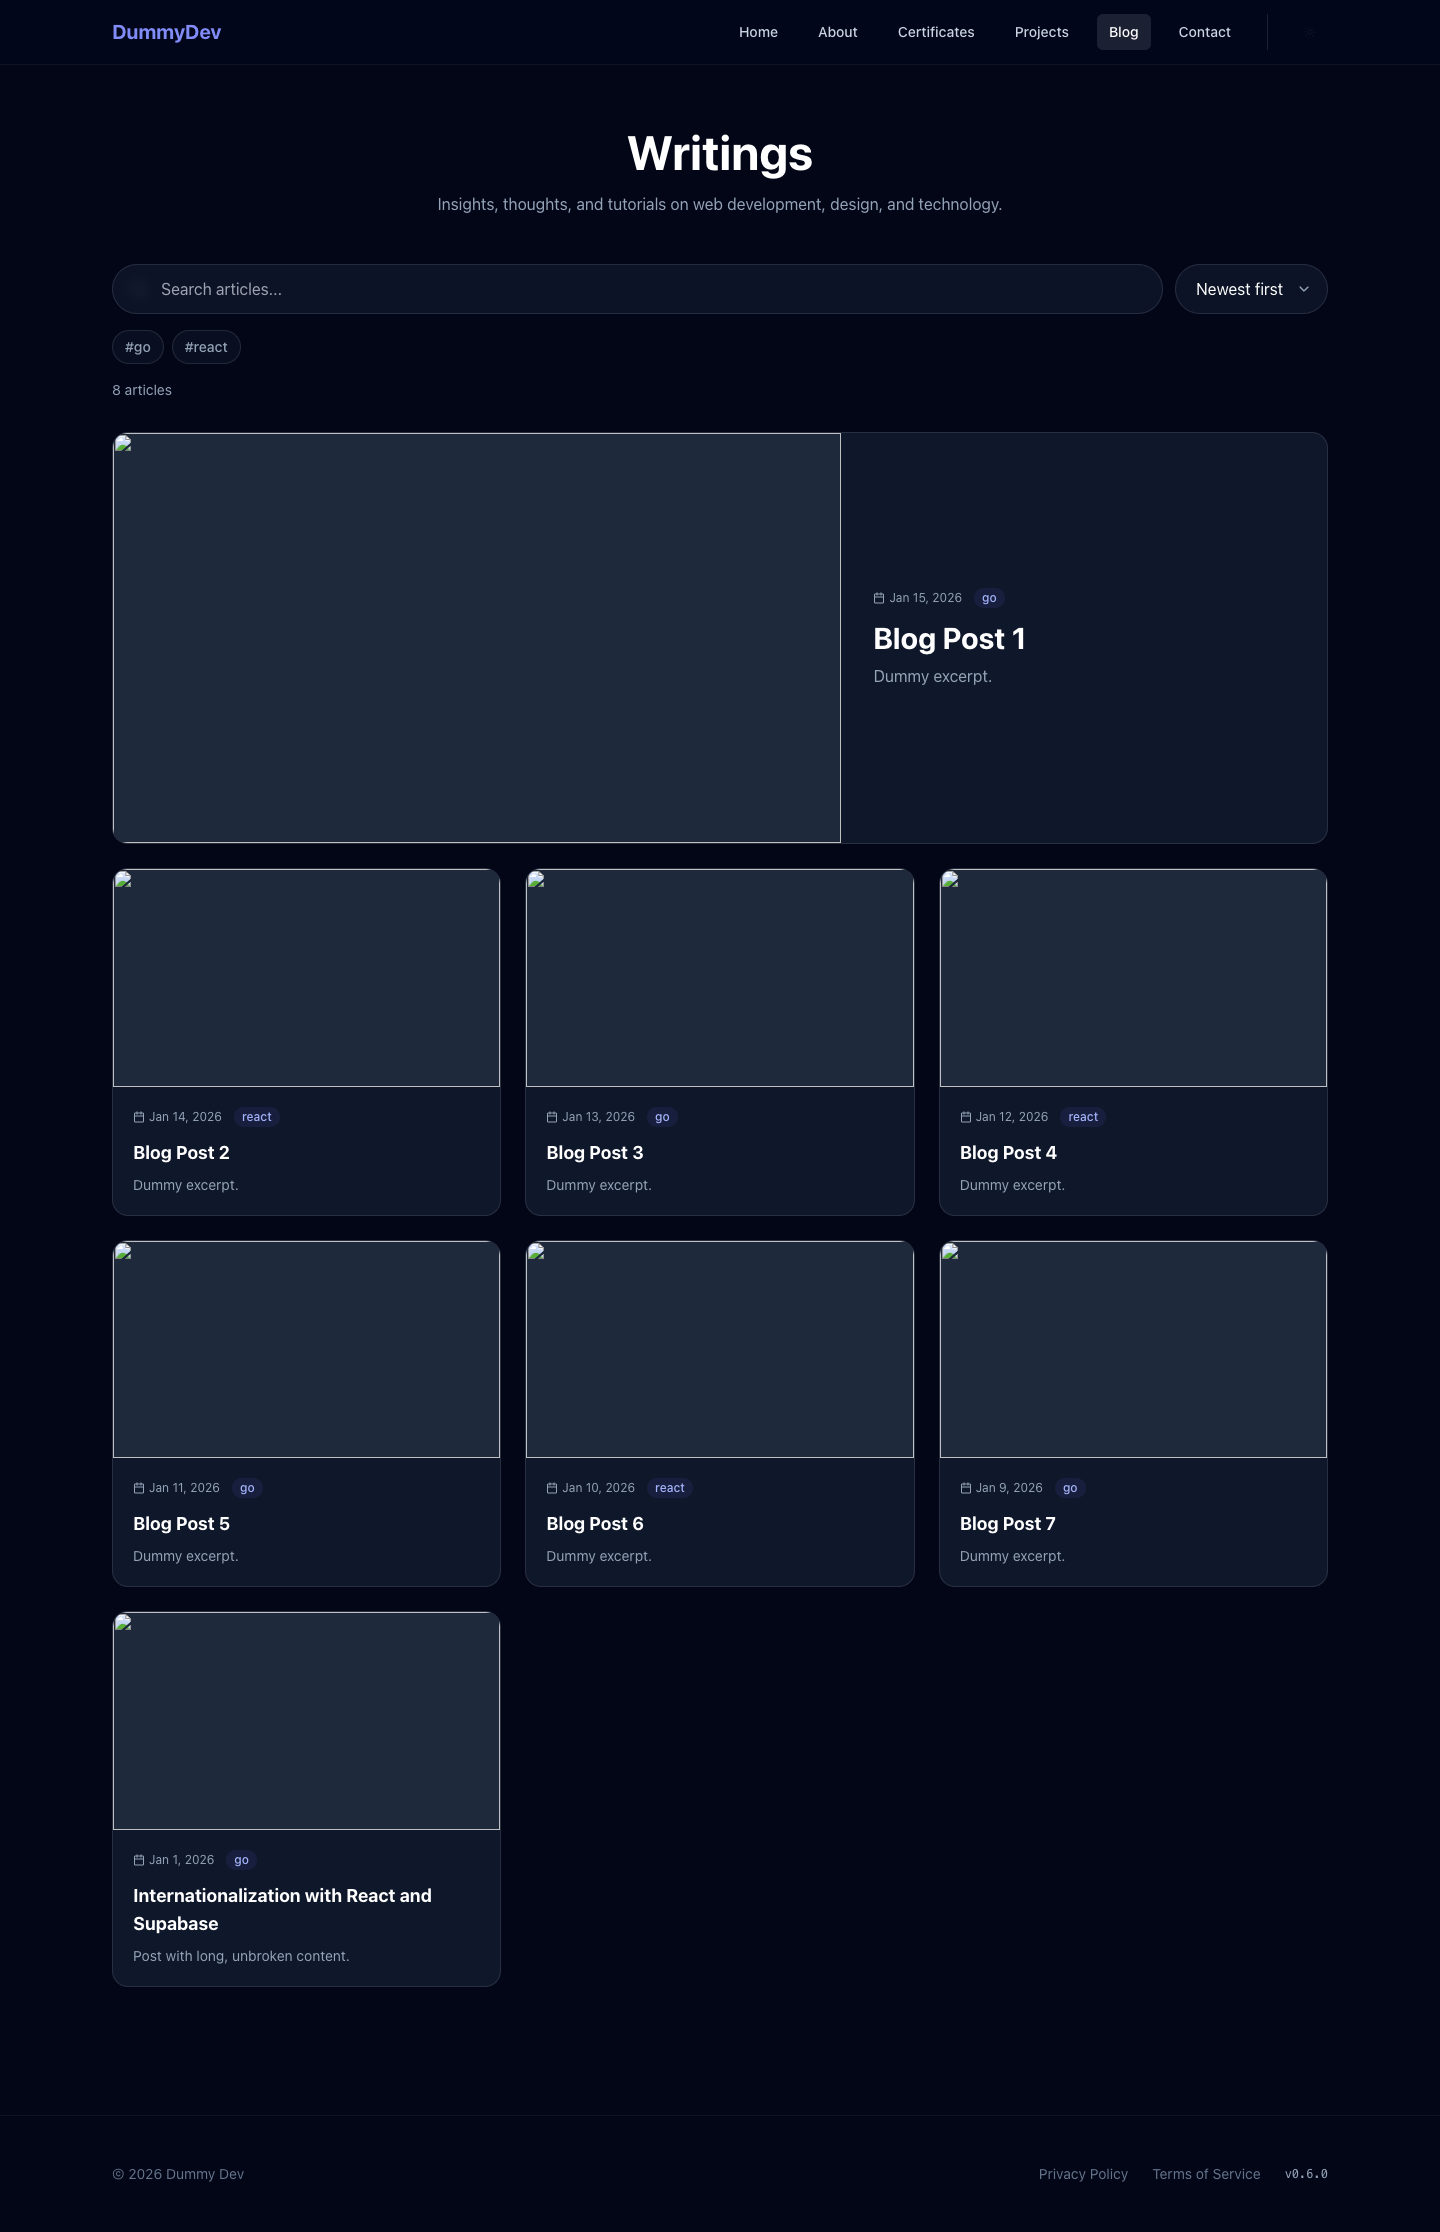 DummyDev
Home
About
Certificates
Projects
Blog
Contact
Writings
Insights, thoughts, and tutorials on web development, design, and technology.
Search articles...
Newest first
#go
#react
8 articles
Jan 15, 2026
go
Blog Post 1
Dummy excerpt.
Jan 14, 2026
react
Blog Post 2
Dummy excerpt.
Jan 13, 2026
go
Blog Post 3
Dummy excerpt.
Jan 12, 2026
react
Blog Post 4
Dummy excerpt.
Jan 11, 2026
go
Blog Post 5
Dummy excerpt.
Jan 10, 2026
react
Blog Post 6
Dummy excerpt.
Jan 9, 2026
go
Blog Post 7
Dummy excerpt.
Jan 1, 2026
go
Internationalization with React and
Supabase
Post with long, unbroken content.
© 2026 Dummy Dev
Privacy Policy
Terms of Service
v0.6.0